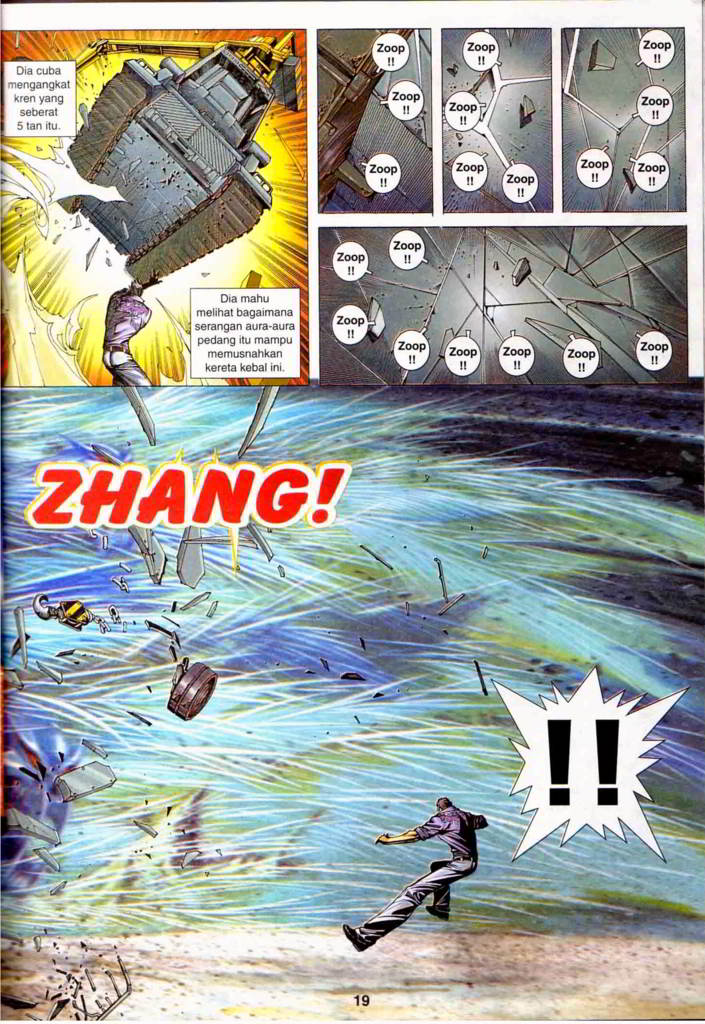 Dia cuba
mengangkat
kren yang
seberat
5 tan itu.
Dia mahu
melihat bagaimana
serangan aura-aura
pedang itu mampu
memusnahkan
kereta kebal ini.
Zoop
!!
Zoop
!!
Zoop
!!
Zoop
!!
Zoop
!!
Zoop
!!
Zoop
!!
Zoop
!!
Zoop
!!
Zoop
!!
Zoop
!!
Zoop
!!
Zoop
!!
Zoop
!!
Zoop
!!
Zoop
!!
Zoop
!!
Zoop
!!
Zoop
!!
ZHANG!
!!
19